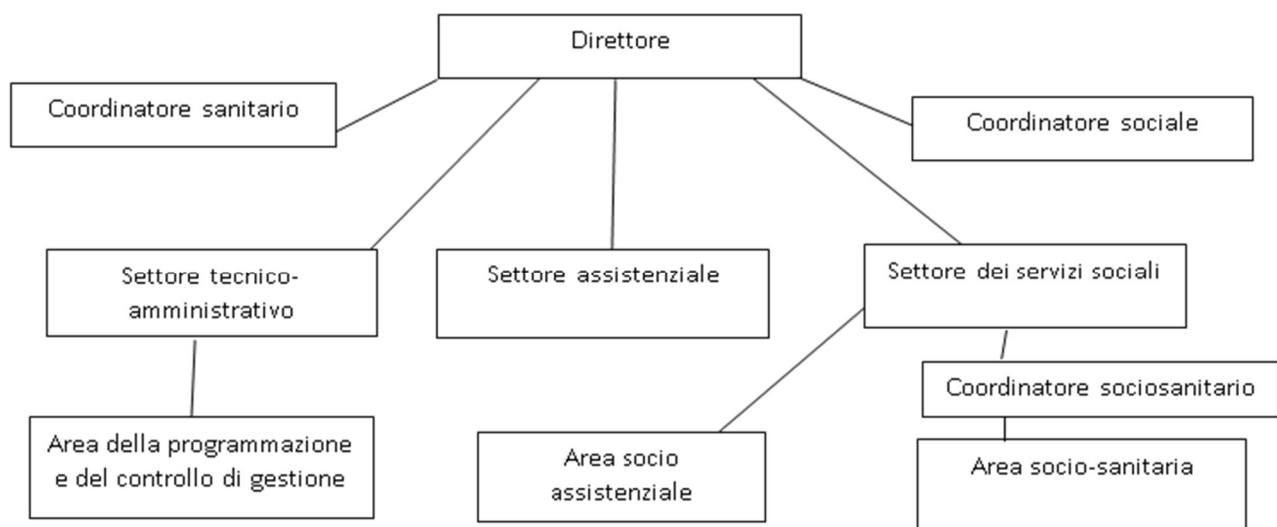 Direttore
Coordinatore sanitario
Coordinatore sociale
Settore tecnico-
amministrativo
Settore assistenziale
Settore dei servizi sociali
Coordinatore sociosanitario
Area della programmazione
e del controllo di gestione
Area socio
assistenziale
Area socio-sanitaria